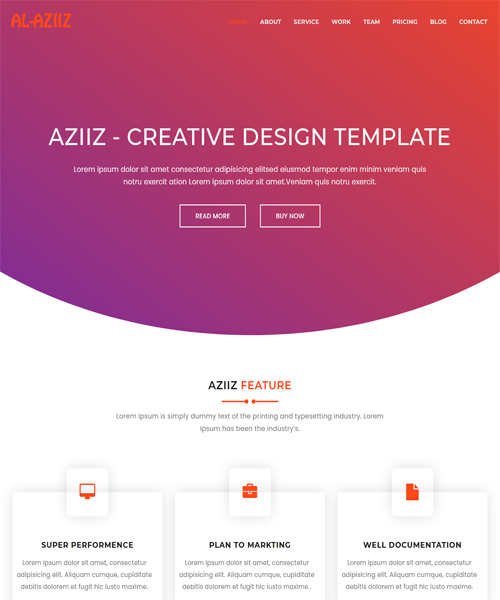 AL-AZIIZ
HOME ABOUT SERVICE WORK TEAM PRICING BLOG CONTACT
AZIIZ - CREATIVE DESIGN TEMPLATE
Lorem ipsum dolor sit amet consectetur adipisicing elitsed eiusmod tempor enim minim veniam quis
notru exercit ation Lorem ipsum dolor sit amet.Veniam quis notru exercit.
READ MORE BUY NOW
AZIIZ FEATURE
Lorem Ipsum is simply dummy text of the printing and typesetting industry. Lorem
Ipsum has been the industry's.
SUPER PERFORMENCE
Lorem ipsum dolor sit amet, consectetur
adipisicing elit. Aliquam cumque, cupiditate
debitis dolorem et fugit hic iusto maxime.
PLAN TO MARKTING
Lorem ipsum dolor sit amet, consectetur
adipisicing elit. Aliquam cumque, cupiditate
debitis dolorem et fugit hic iusto maxime .
WELL DOCUMENTATION
Lorem ipsum dolor sit amet, consectetur
adipisicing elit. Aliquam cumque, cupiditate
debitis dolorem et fugit hic iusto maxime.